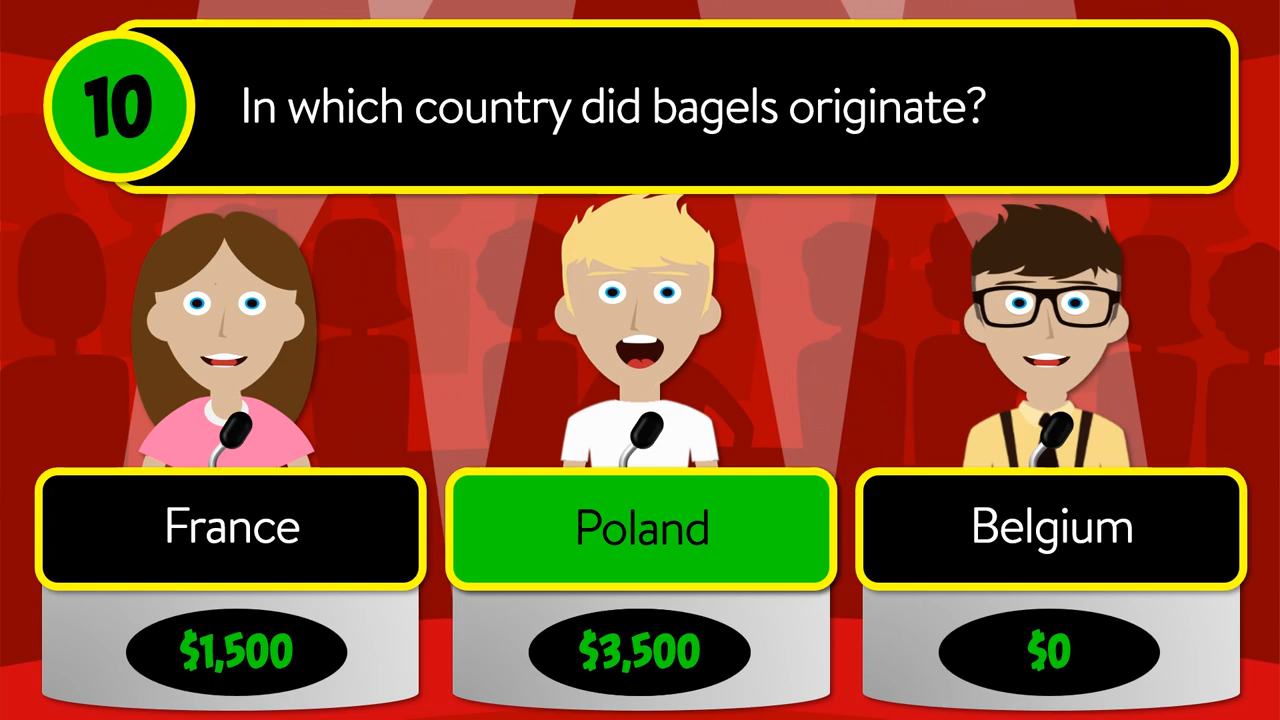 10
In which country did bagels originate?
France
Poland
Belgium
$1,500
$3,500
$0